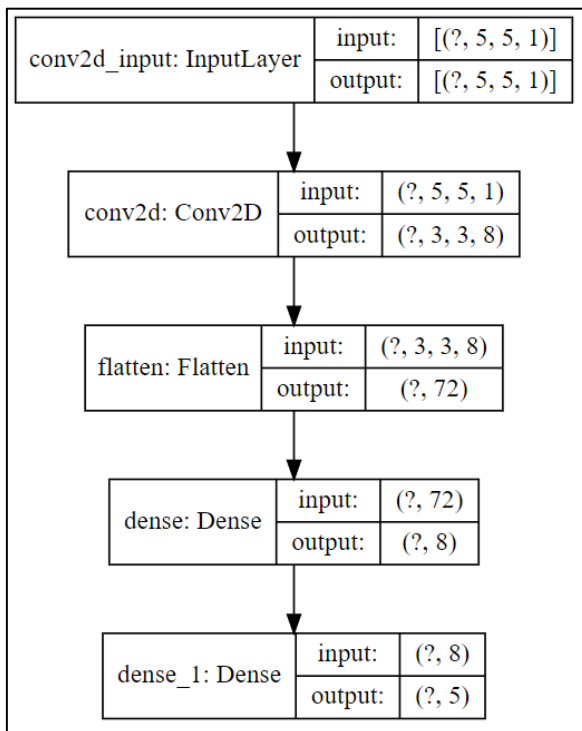 conv2d_input: InputLayer
input:
[(?, 5, 5, 1)]
output:
[(?, 5, 5, 1)]
conv2d: Conv2D
input:
(?, 5, 5, 1)
output:
(?, 3, 3, 8)
flatten: Flatten
input:
(?, 3, 3, 8)
output:
(?, 72)
dense: Dense
input:
(?, 72)
output:
(?, 8)
dense_1: Dense
input:
(?, 8)
output:
(?, 5)